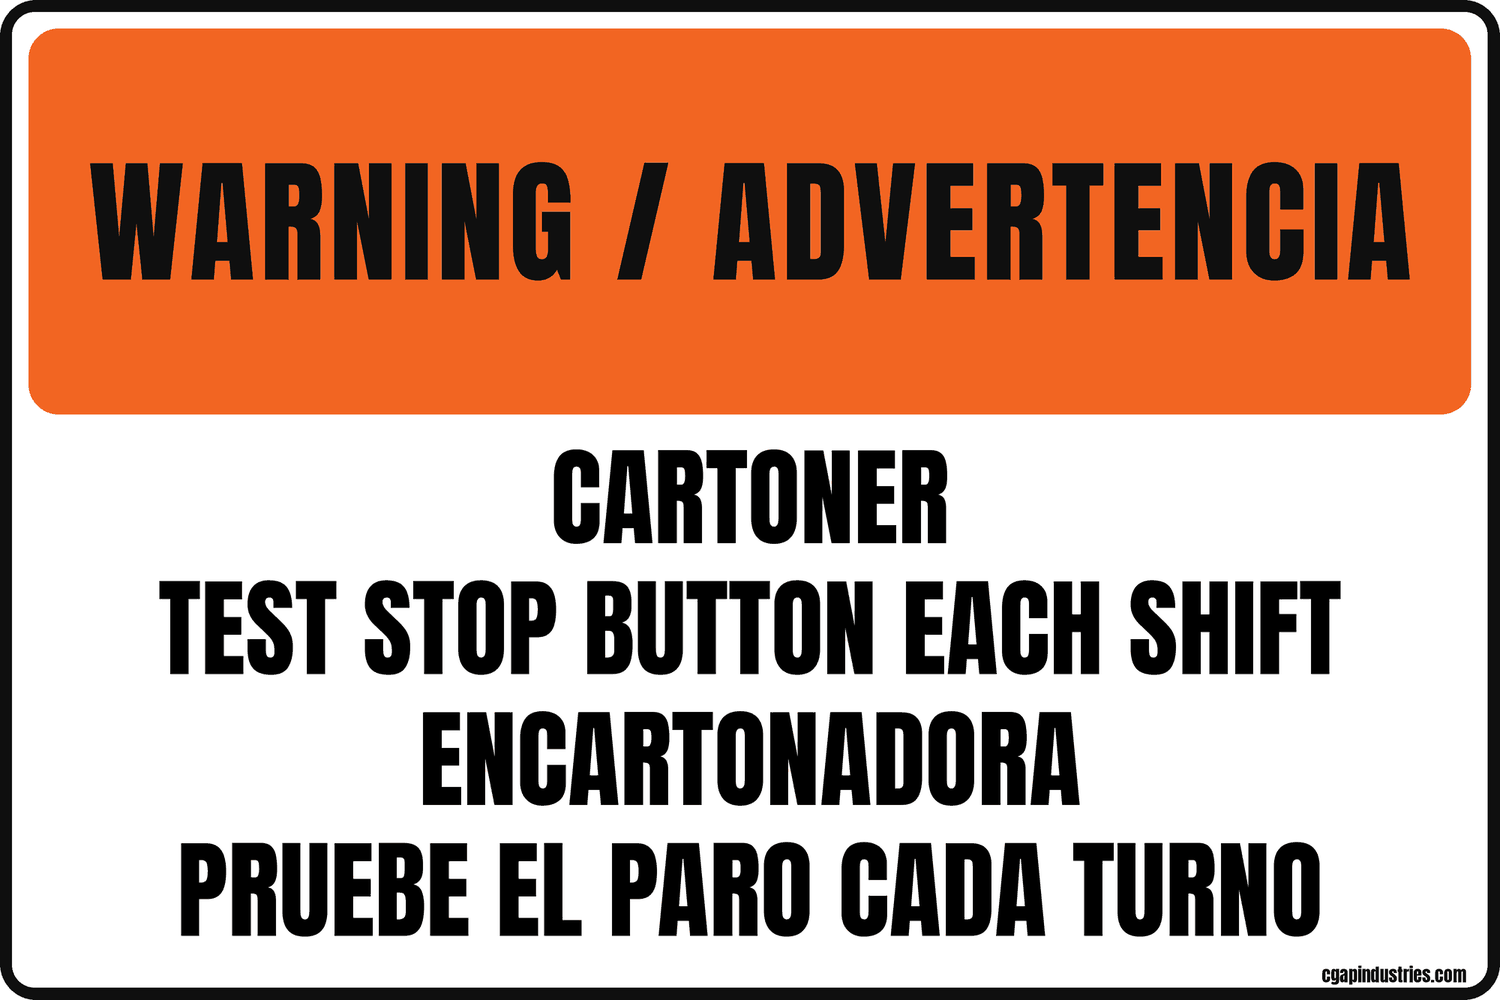 WARNING / ADVERTENCIA
CARTONER
TEST STOP BUTTON EACH SHIFT
ENCARTONADORA
PRUEBE EL PARO CADA TURNO
cgapindustries.com